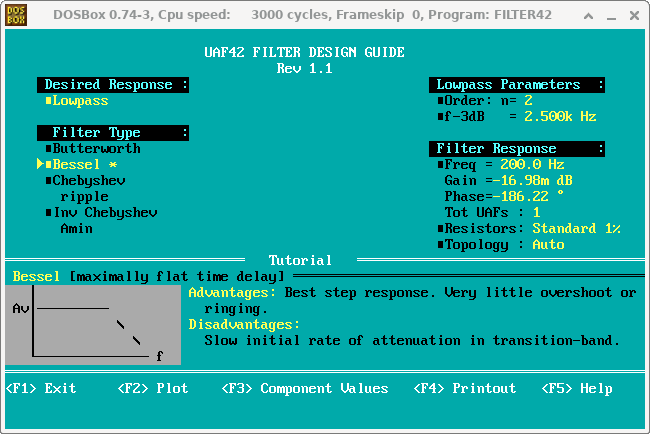 DOS BOX DOSBox 0.74-3, Cpu speed: 3000 cycles, Frameskip 0, Program: FILTER42
UAF42 FILTER DESIGN GUIDE
Rev 1.1
Desired Response :
Lowpass
Filter Type :
Butterworth
Bessel *
Chebyshev
ripple
Inv Chebyshev
Amin
Lowpass Parameters :
Order: n= 2
f-3dB = 2.500k Hz
Filter Response :
Freq = 200.0 Hz
Gain =-16.98m dB
Phase=-186.22 °
Tot UAFs : 1
Resistors: Standard 1%
Topology : Auto
Tutorial
Bessel [maximally flat time delay]
Av
f
Advantages: Best step response. Very little overshoot or
ringing.
Disadvantages:
Slow initial rate of attenuation in transition-band.
<F1> Exit <F2> Plot <F3> Component Values <F4> Printout <F5> Help